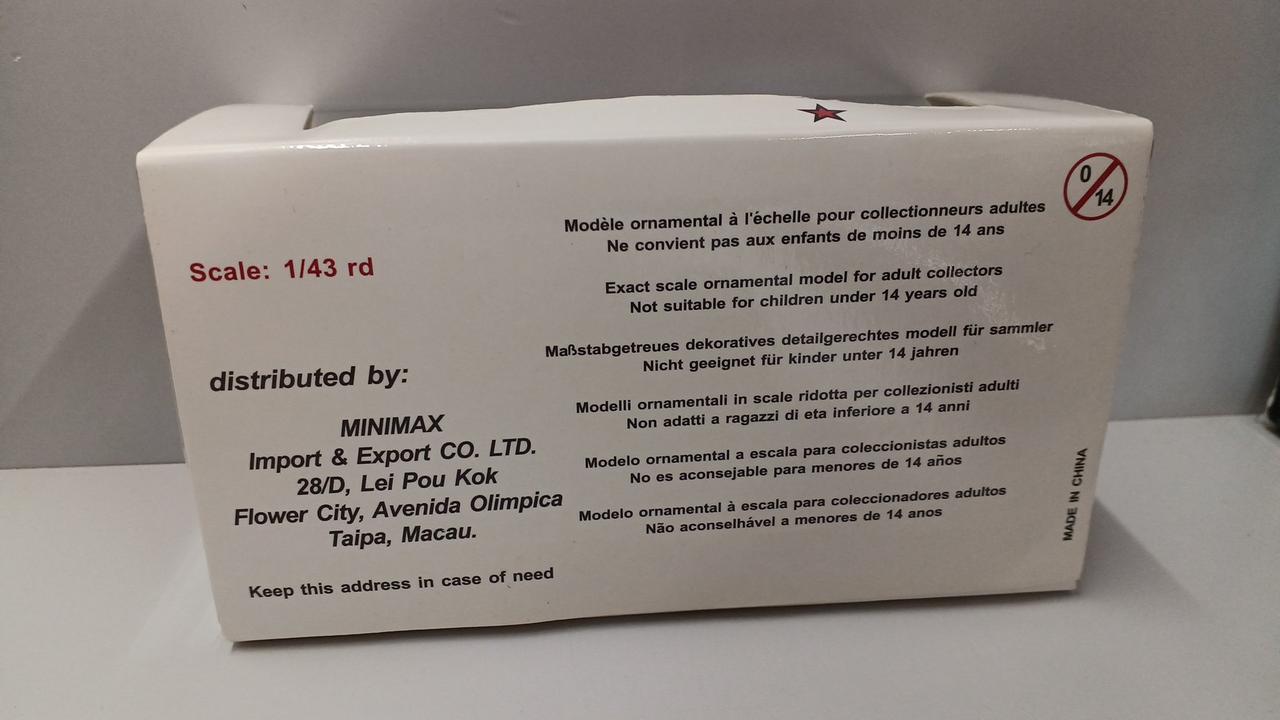 Scale: 1/43 rd
distributed by:
MINIMAX
Import & Export CO. LTD.
28/D, Lei Pou Kok
Flower City, Avenida Olimpica
Taipa, Macau.
Keep this address in case of need
0
14
Modèle ornamental à l'échelle pour collectionneurs adultes
Ne convient pas aux enfants de moins de 14 ans
Exact scale ornamental model for adult collectors
Not suitable for children under 14 years old
Maßstabgetreues dekoratives detailgerechtes modell für sammler
Nicht geeignet für kinder unter 14 jahren
Modelli ornamentali in scale ridotta per collezionisti adulti
Non adatti a ragazzi di eta inferiore a 14 anni
Modelo ornamental a escala para coleccionistas adultos
No es aconsejable para menores de 14 años
Modelo ornamental à escala para coleccionadores adultos
Não aconselhável a menores de 14 anos
MADE IN CHINA